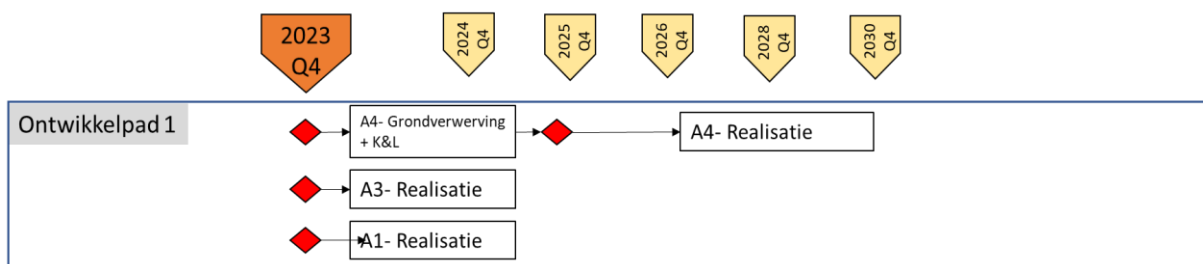 2023
Q4
2024
Q4
2025
Q4
2026
Q4
2028
Q4
2030
Q4
Ontwikkelpad 1
A4- Grondverwerving
+ K&L
A4- Realisatie
A3- Realisatie
A1- Realisatie